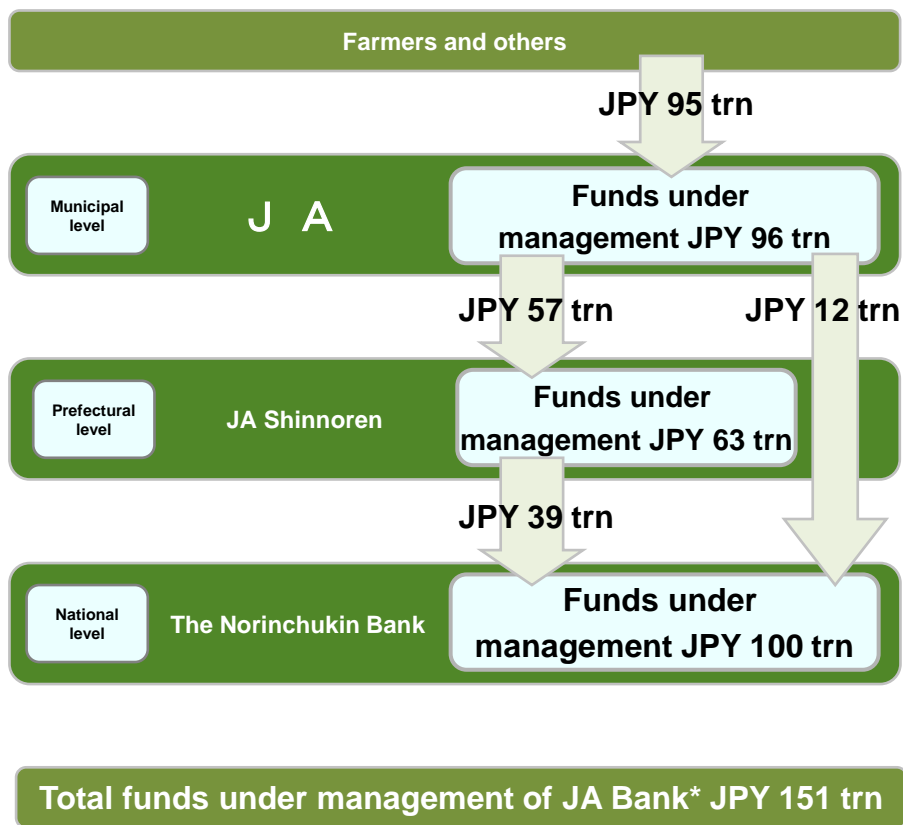 Farmers and others
JPY 95 trn
Municipal
level
J A
Funds under
management JPY 96 trn
JPY 57 trn
JPY 12 trn
Prefectural
level
JA Shinnoren
Funds under
management JPY 63 trn
JPY 39 trn
National
level
The Norinchukin Bank
Funds under
management JPY 100 trn
Total funds under management of JA Bank* JPY 151 trn